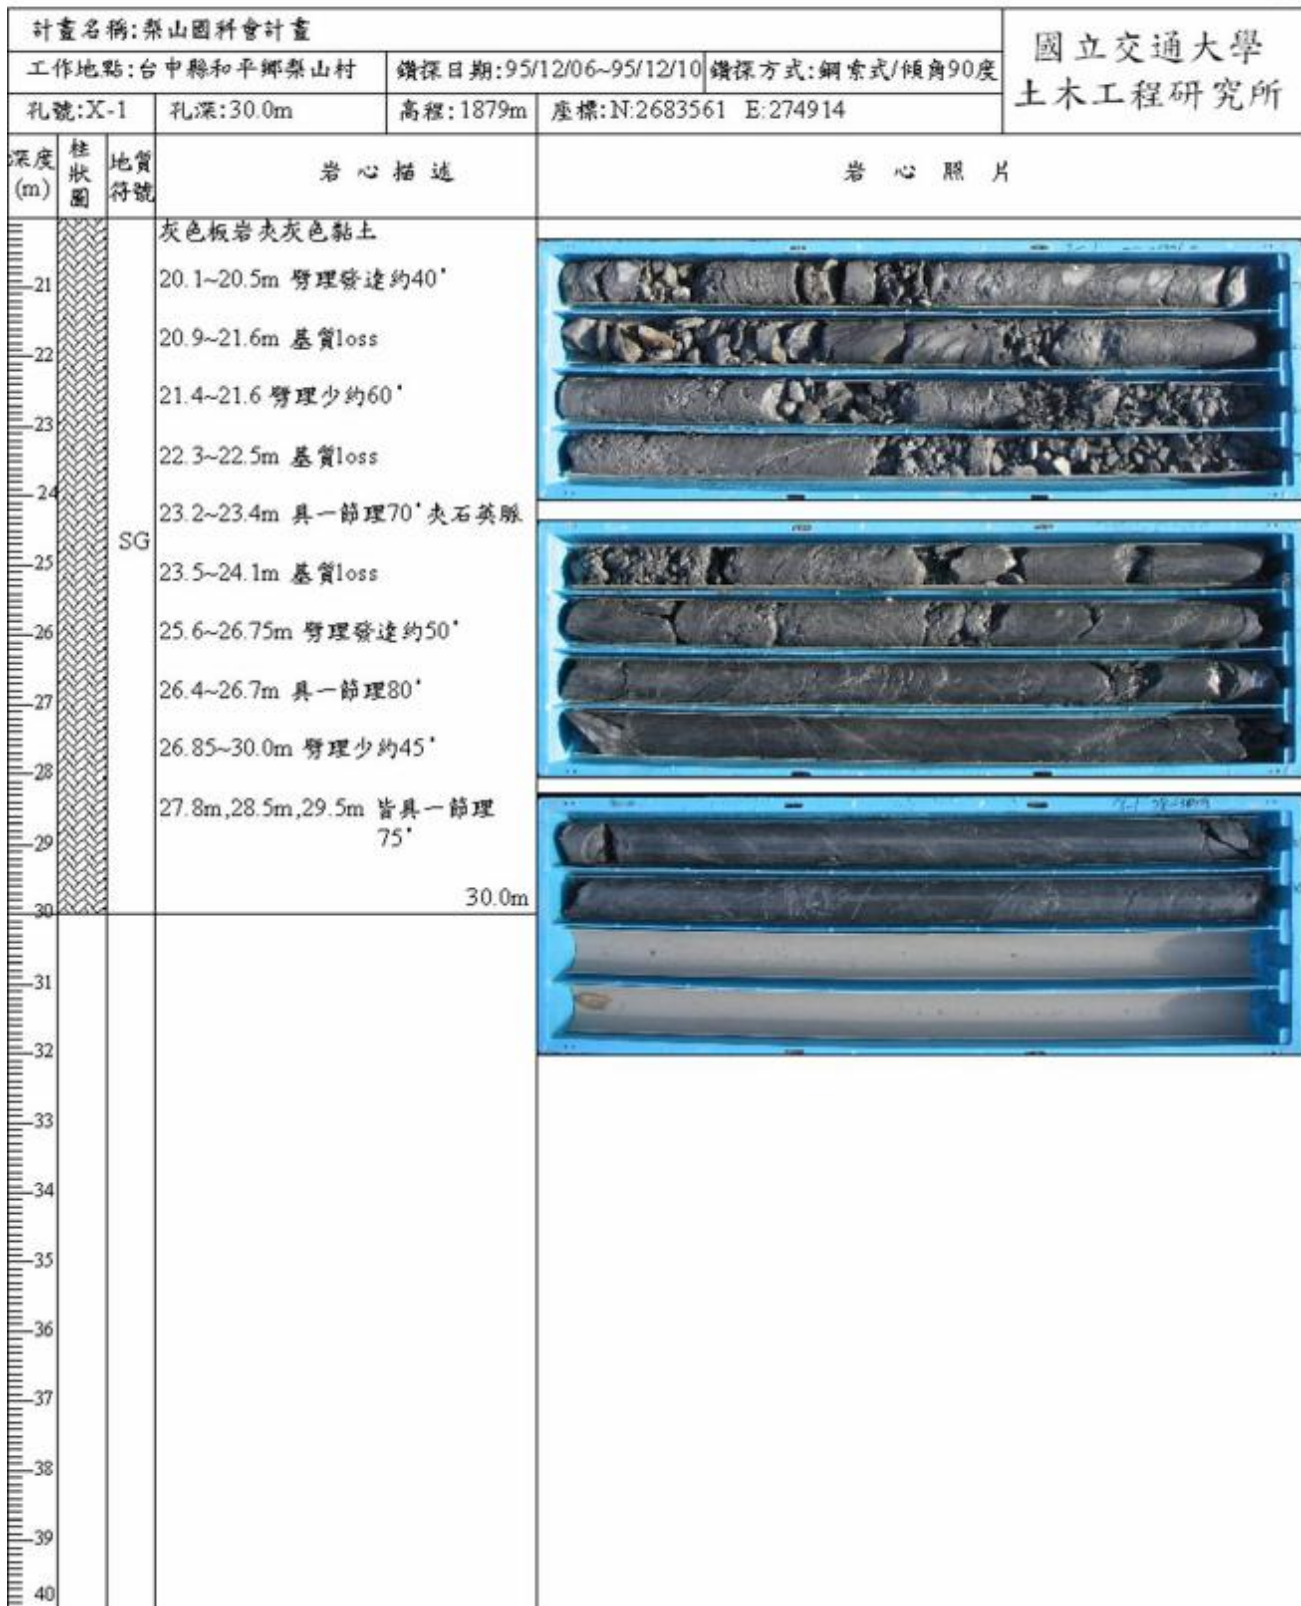 計畫名稱:梨山國科會計畫
國立交通大學
土木工程研究所
工作地點:台中縣和平鄉梨山村 鑽探日期:95/12/06~95/12/10 鑽探方式:鋼索式/傾角90度
孔號:X-1 孔深:30.0m 高程:1879m 座標:N:2683561 E:274914
深度(m) 柱狀圖 地質符號 岩心描述 岩心照片
灰色板岩夾灰色黏土
20.1~20.5m 劈理發達約40°
21
20.9~21.6m 基質loss
22
21.4~21.6 劈理少約60°
23
22.3~22.5m 基質loss
24
23.2~23.4m 具一節理70°夾石英脈
SG
25
23.5~24.1m 基質loss
26
25.6~26.75m 劈理發達約50°
27
26.4~26.7m 具一節理80°
26.85~30.0m 劈理少約45°
28
27.8m,28.5m,29.5m 皆具一節理
75°
29
30.0m
30
31
32
33
34
35
36
37
38
39
40